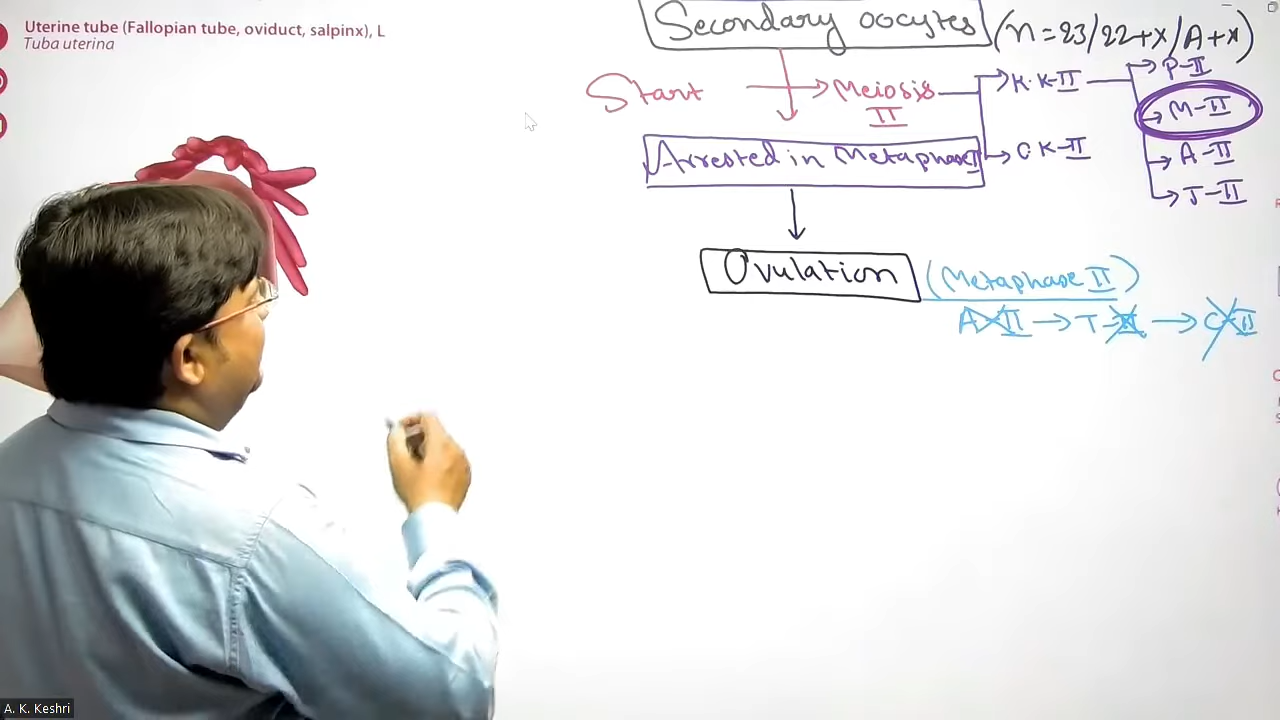 Uterine tube (Fallopian tube, oviduct, salpinx), L
Tuba uterina
Secondary oocytes (n=23/22+x/A+x)
Start → Meiosis II
K.K-II
P-II
M-II
A-II
T-II
C.K-II
Arrested in Metaphase II
Ovulation (Metaphase II)
A-II → T-II → C-II
A. K. Keshri